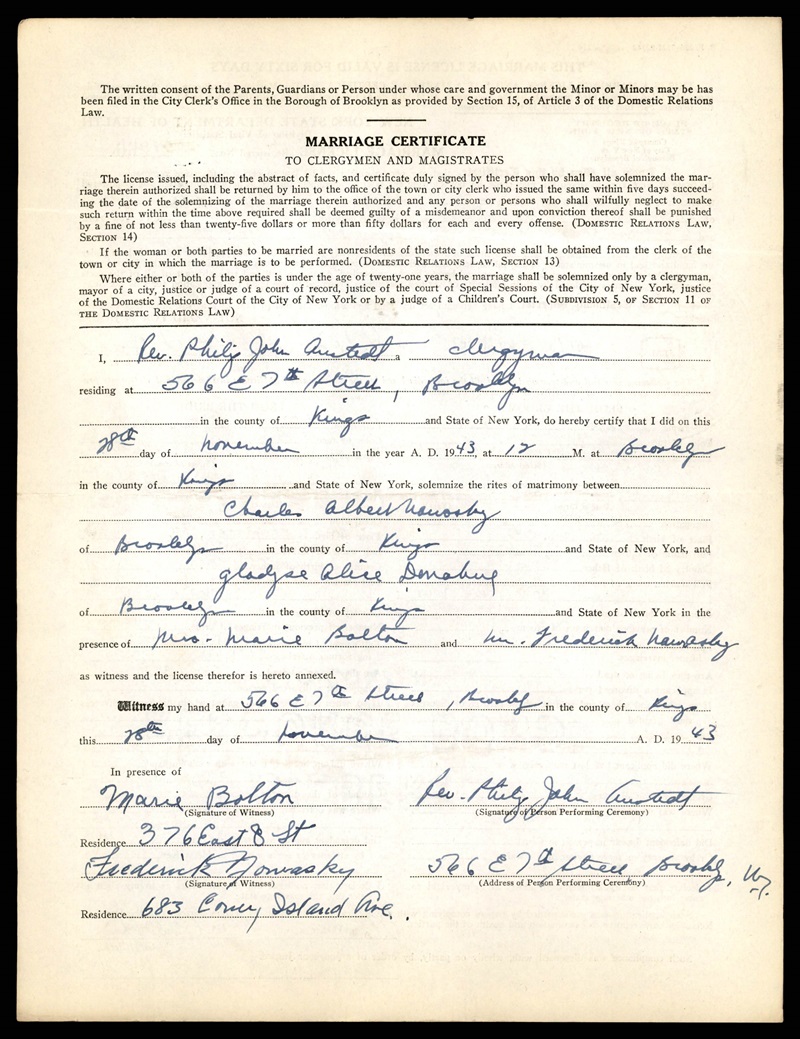 The written consent of the Parents, Guardians or Person under whose care and government the Minor or Minors may be has
been filed in the City Clerk's Office in the Borough of Brooklyn as provided by Section 15, of Article 3 of the Domestic Relations
Law.
MARRIAGE CERTIFICATE
TO CLERGYMEN AND MAGISTRATES
The license issued, including the abstract of facts, and certificate duly signed by the person who shall have solemnized the mar-
riage therein authorized shall be returned by him to the office of the town or city clerk who issued the same within five days succeed-
ing the date of the solemnizing of the marriage therein authorized and any person or persons who shall wilfully neglect to make
such return within the time above required shall be deemed guilty of a misdemeanor and upon conviction thereof shall be punished
by a fine of not less than twenty-five dollars or more than fifty dollars for each and every offense. (Domestic Relations Law,
Section 14)
If the woman or both parties to be married are nonresidents of the state such license shall be obtained from the clerk of the
town or city in which the marriage is to be performed. (Domestic Relations Law, Section 13)
Where either or both of the parties is under the age of twenty-one years, the marriage shall be solemnized only by a clergyman,
mayor of a city, justice or judge of a court of record, justice of the court of Special Sessions of the City of New York, justice
of the Domestic Relations Court of the City of New York or by a judge of a Children's Court. (Subdivision 5, of Section 11 of
the Domestic Relations Law)
I, Rev. Philip John Anstedt a clergyman
residing at 566 E 7th Street, Brooklyn
in the county of Kings and State of New York, do hereby certify that I did on this
28th day of November in the year A. D. 1943, at 12 M. at Brooklyn
in the county of Kings and State of New York, solemnize the rites of matrimony between
Charles Albert Nowasky
of Brooklyn in the county of Kings and State of New York, and
Gladyse Alice Donahue
of Brooklyn in the county of Kings and State of New York in the
presence of Mrs. Marie Bolton and Mr. Frederick Nowasky
as witness and the license therefor is hereto annexed.
Witness my hand at 566 E 7th Street, Brooklyn in the county of Kings
this 28th day of November A. D. 1943
In presence of
Marie Bolton Rev. Philip John Anstedt
(Signature of Witness) (Signature of Person Performing Ceremony)
Residence 376 East 8 St
Frederick Nowasky 566 E 7th Street Brooklyn, NY.
(Signature of Witness) (Address of Person Performing Ceremony)
Residence 683 Coney Island Ave.